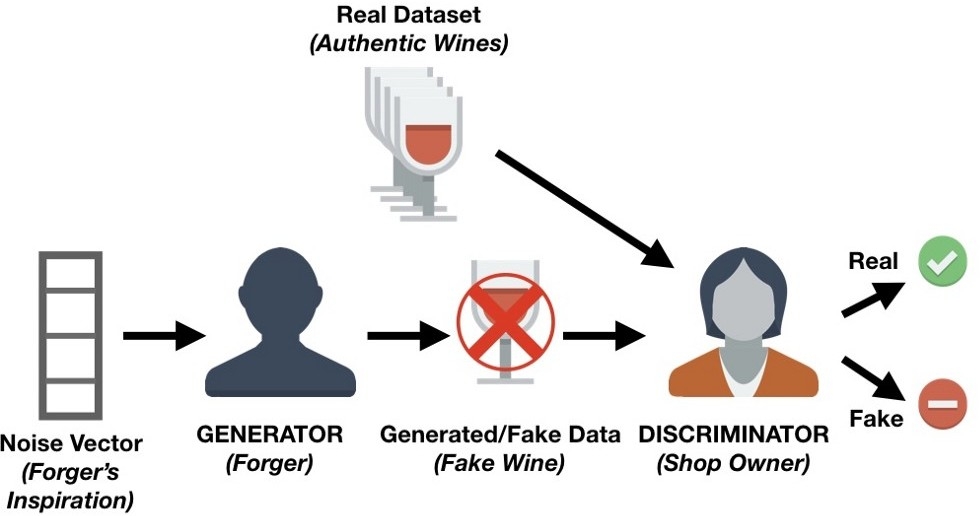 Real Dataset
(Authentic Wines)
Real
Fake
Noise Vector
(Forger's
Inspiration)
GENERATOR
(Forger)
Generated/Fake Data
(Fake Wine)
DISCRIMINATOR
(Shop Owner)